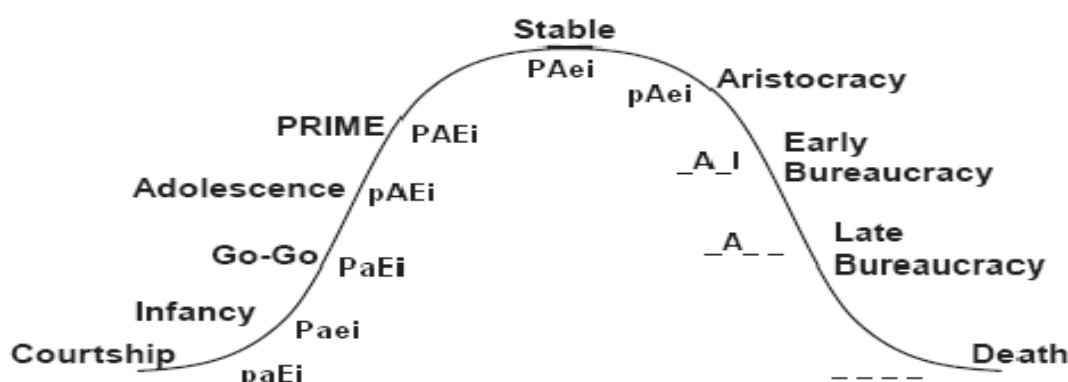 Stable
PAei
pAei
Aristocracy
PRIME
PAEi
Early
Bureaucracy
_A_I
Adolescence
pAEi
Late
Bureaucracy
_A_ _
Go-Go
PaEi
Infancy
Paei
Courtship
paEi
Death
_ _ _ _